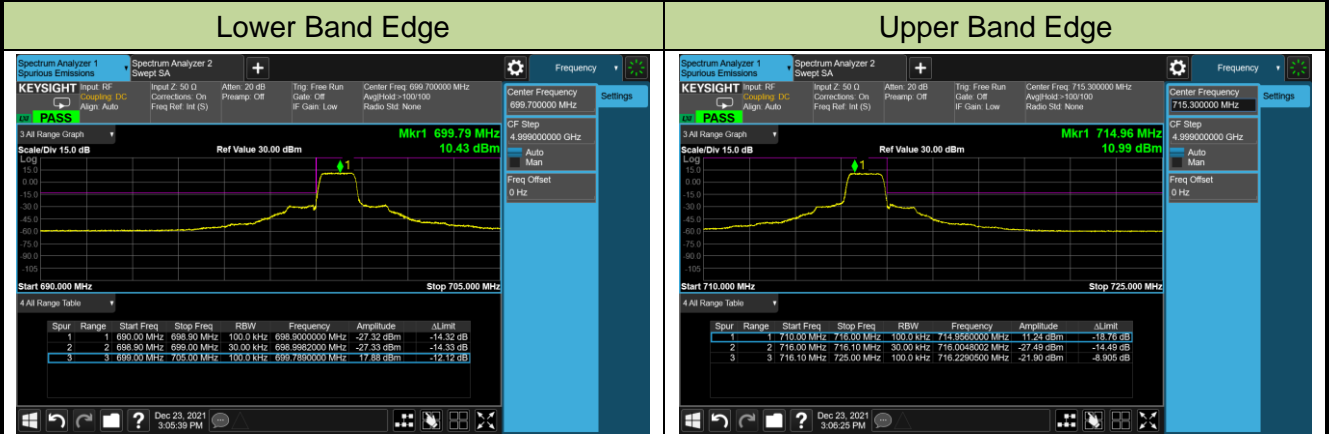 Lower Band Edge
Upper Band Edge
Spectrum Analyzer 1
Spurious Emissions
Spectrum Analyzer 2
Swept SA
Frequency
KEYSIGHT
Input: RF
Coupling: DC
Align: Auto
Input Z: 50 Ω
Corrections: On
Freq Ref: Int (S)
Atten: 20 dB
Preamp: Off
Trig: Free Run
Gate: Off
IF Gain: Low
Center Freq: 699.700000 MHz
Avg|Hold:>100/100
Radio Std: None
LXI PASS
Center Frequency
699.700000 MHz
Settings
CF Step
4.999000000 GHz
Auto
Man
Freq Offset
0 Hz
3 All Range Graph
Mkr1 699.79 MHz
Scale/Div 15.0 dB
Ref Value 30.00 dBm
10.43 dBm
Log
15.0
0.00
-15.0
-30.0
-45.0
-60.0
-75.0
-90.0
-105
1
Start 690.000 MHz
Stop 705.000 MHz
4 All Range Table
Spur Range Start Freq Stop Freq RBW Frequency Amplitude ΔLimit
1 1 690.00 MHz 698.90 MHz 100.0 kHz 698.9000000 MHz -27.32 dBm -14.32 dB
2 2 698.90 MHz 699.00 MHz 30.00 kHz 698.9982000 MHz -27.33 dBm -14.33 dB
3 3 699.00 MHz 705.00 MHz 100.0 kHz 699.7890000 MHz 17.88 dBm -12.12 dB
?
Dec 23, 2021
3:05:39 PM
Spectrum Analyzer 1
Spurious Emissions
Spectrum Analyzer 2
Swept SA
Frequency
KEYSIGHT
Input: RF
Coupling: DC
Align: Auto
Input Z: 50 Ω
Corrections: On
Freq Ref: Int (S)
Atten: 20 dB
Preamp: Off
Trig: Free Run
Gate: Off
IF Gain: Low
Center Freq: 715.300000 MHz
Avg|Hold:>100/100
Radio Std: None
LXI PASS
Center Frequency
715.300000 MHz
Settings
CF Step
4.999000000 GHz
Auto
Man
Freq Offset
0 Hz
3 All Range Graph
Mkr1 714.96 MHz
Scale/Div 15.0 dB
Ref Value 30.00 dBm
10.99 dBm
Log
15.0
0.00
-15.0
-30.0
-45.0
-60.0
-75.0
-90.0
-105
1
Start 710.000 MHz
Stop 725.000 MHz
4 All Range Table
Spur Range Start Freq Stop Freq RBW Frequency Amplitude ΔLimit
1 1 710.00 MHz 716.00 MHz 100.0 kHz 714.9560000 MHz 11.24 dBm -18.76 dB
2 2 716.00 MHz 716.10 MHz 30.00 kHz 716.0048002 MHz -27.49 dBm -14.49 dB
3 3 716.10 MHz 725.00 MHz 100.0 kHz 716.2290500 MHz -21.90 dBm -8.905 dB
?
Dec 23, 2021
3:06:25 PM